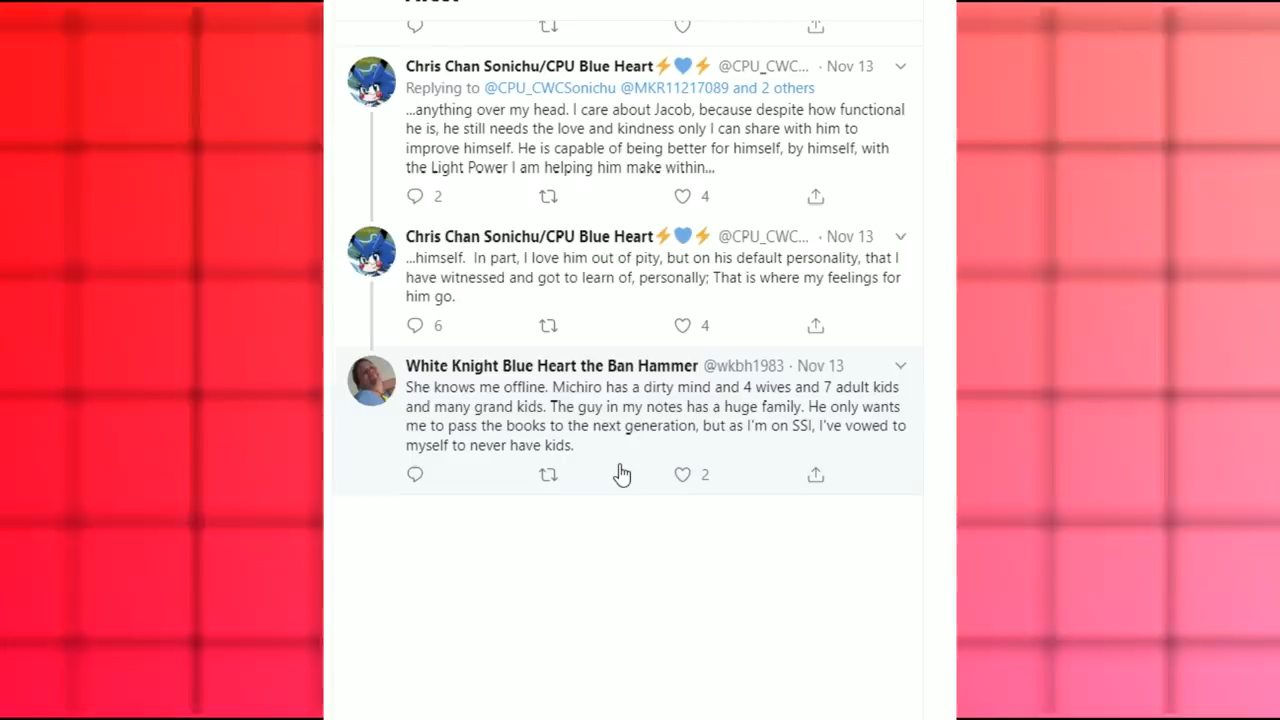 Chris Chan Sonichu/CPU Blue Heart⚡💙⚡ @CPU_CWC... · Nov 13
Replying to @CPU_CWCSonichu @MKR11217089 and 2 others
...anything over my head. I care about Jacob, because despite how functional
he is, he still needs the love and kindness only I can share with him to
improve himself. He is capable of being better for himself, by himself, with
the Light Power I am helping him make within...
2 4
Chris Chan Sonichu/CPU Blue Heart⚡💙⚡ @CPU_CWC... · Nov 13
...himself. In part, I love him out of pity, but on his default personality, that I
have witnessed and got to learn of, personally; That is where my feelings for
him go.
6 4
White Knight Blue Heart the Ban Hammer @wkbh1983 · Nov 13
She knows me offline. Michiro has a dirty mind and 4 wives and 7 adult kids
and many grand kids. The guy in my notes has a huge family. He only wants
me to pass the books to the next generation, but as I'm on SSI, I've vowed to
myself to never have kids.
2